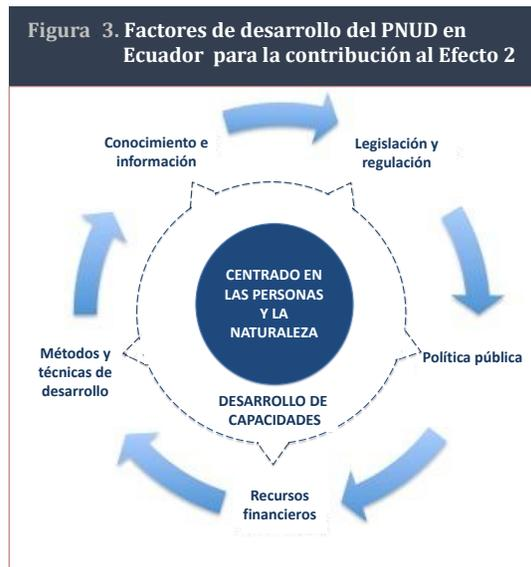 Figura 3. Factores de desarrollo del PNUD en
Ecuador para la contribución al Efecto 2
Conocimiento e
información
Legislación y
regulación
CENTRADO EN
LAS PERSONAS
Y LA
NATURALEZA
Métodos y
técnicas de
desarrollo
Política pública
DESARROLLO DE
CAPACIDADES
Recursos
financieros